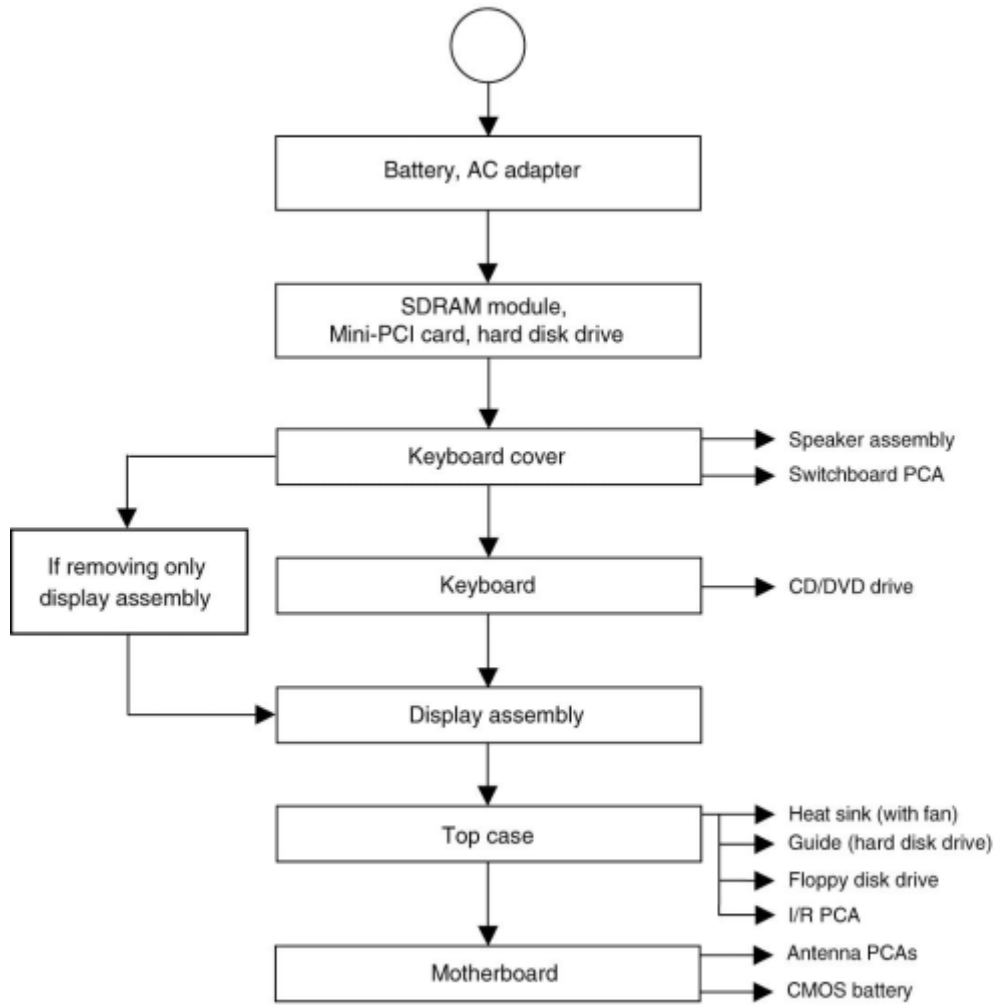 Battery, AC adapter
SDRAM module,
Mini-PCI card, hard disk drive
Keyboard cover
Speaker assembly
Switchboard PCA
If removing only
display assembly
Keyboard
CD/DVD drive
Display assembly
Top case
Heat sink (with fan)
Guide (hard disk drive)
Floppy disk drive
I/R PCA
Motherboard
Antenna PCAs
CMOS battery